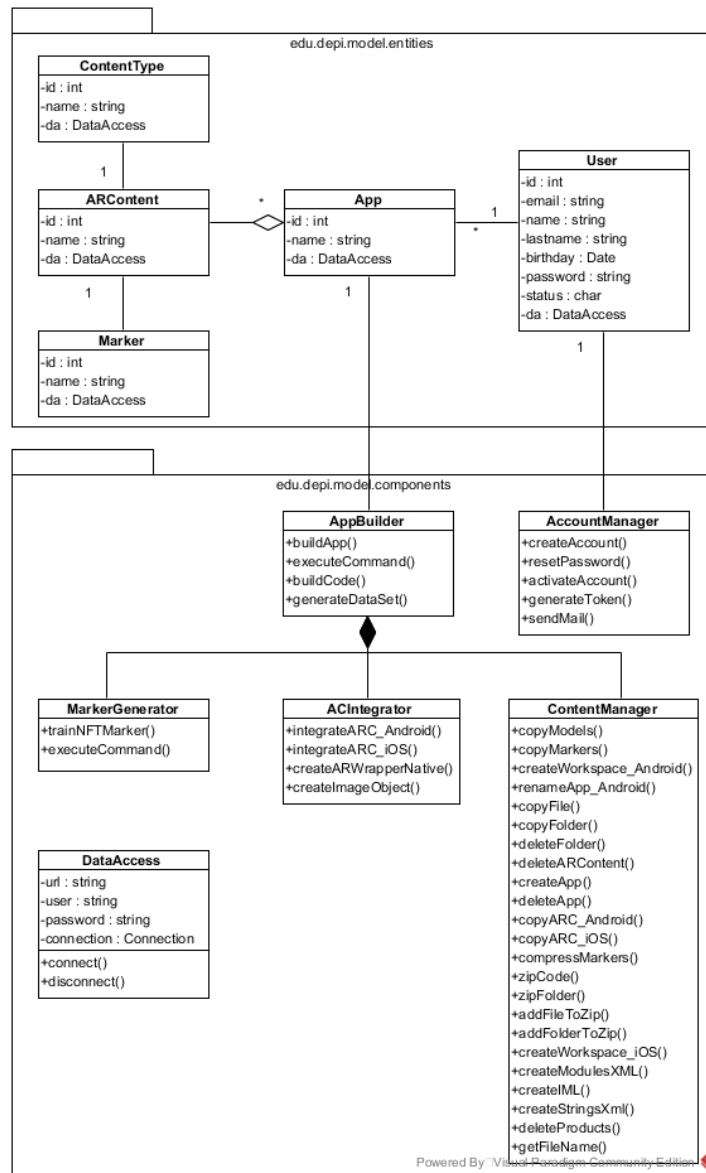 edu.depi.model.entities
ContentType
-id : int
-name : string
-da : DataAccess
1
ARContent
-id : int
-name : string
-da : DataAccess
*
App
-id : int
-name : string
-da : DataAccess
1
*
User
-id : int
-email : string
-name : string
-lastname : string
-birthday : Date
-password : string
-status : char
-da : DataAccess
1
1
1
Marker
-id : int
-name : string
-da : DataAccess
edu.depi.model.components
AppBuilder
+buildApp()
+executeCommand()
+buildCode()
+generateDataSet()
AccountManager
+createAccount()
+resetPassword()
+activateAccount()
+generateToken()
+sendMail()
MarkerGenerator
+trainNFTMarker()
+executeCommand()
ACIntegrator
+integrateARC_Android()
+integrateARC_iOS()
+createARWrapperNative()
+createImageObject()
ContentManager
+copyModels()
+copyMarkers()
+createWorkspace_Android()
+renameApp_Android()
+copyFile()
+copyFolder()
+deleteFolder()
+deleteARContent()
+createApp()
+deleteApp()
+copyARC_Android()
+copyARC_iOS()
+compressMarkers()
+zipCode()
+zipFolder()
+addFileToZip()
+addFolderToZip()
+createWorkspace_iOS()
+createModulesXML()
+createIML()
+createStringsXml()
+deleteProducts()
+getFileName()
DataAccess
-url : string
-user : string
-password : string
-connection : Connection
+connect()
+disconnect()
Powered By Visual Paradigm Community Edition